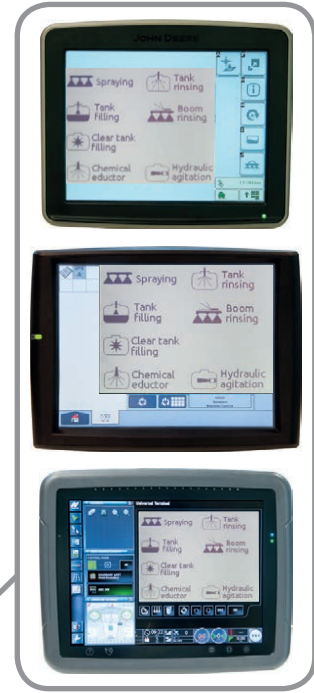 JOHN DEERE
Spraying
Tank
rinsing
Tank
filling
Boom
rinsing
Clear tank
filling
Chemical
eductor
Hydraulic
agitation
Spraying
Tank
rinsing
Tank
filling
Boom
rinsing
Clear tank
filling
Chemical
eductor
Hydraulic
agitation
Universal Terminal
Spraying
Tank
rinsing
Tank
filling
Boom
rinsing
Clear tank
filling
Chemical
eductor
Hydraulic
agitation